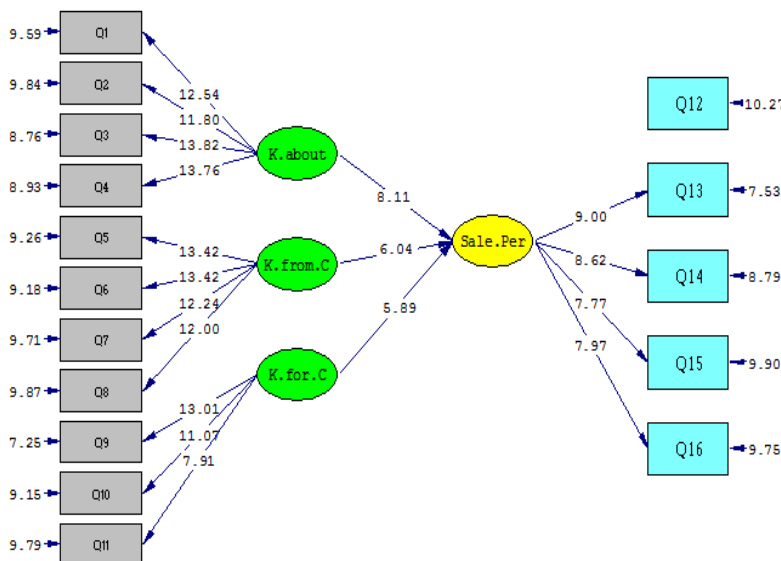 9.59 Q1
9.84 Q2
8.76 Q3
8.93 Q4
9.26 Q5
9.18 Q6
9.71 Q7
9.87 Q8
7.25 Q9
9.15 Q10
9.79 Q11
12.54
11.80
13.82
13.76
13.42
13.42
12.24
12.00
13.01
11.07
7.91
K.about
K.from.C
K.for.C
8.11
6.04
5.89
Sale.Per
9.00
8.62
7.77
7.97
Q12 10.27
Q13 7.53
Q14 8.79
Q15 9.90
Q16 9.75